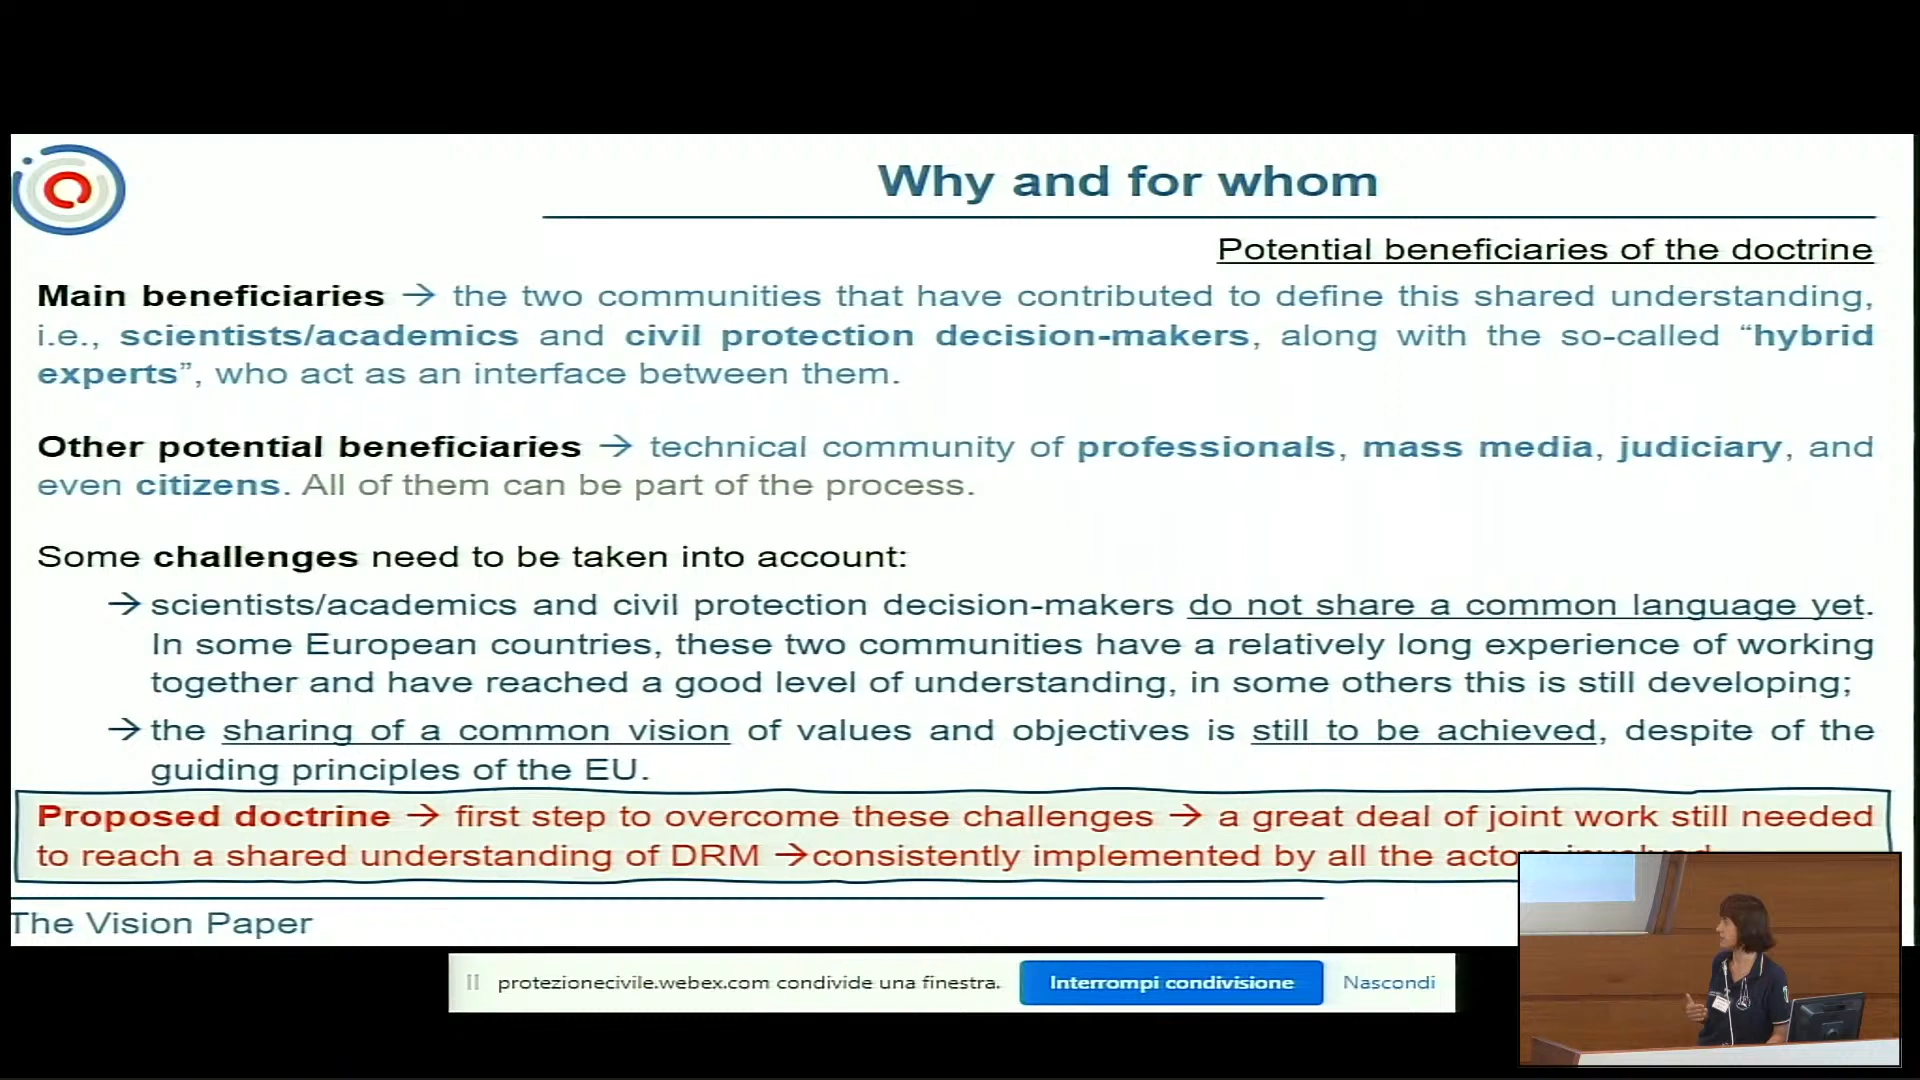 Why and for whom
Potential beneficiaries of the doctrine
Main beneficiaries → the two communities that have contributed to define this shared understanding,
i.e., scientists/academics and civil protection decision-makers, along with the so-called “hybrid
experts”, who act as an interface between them.
Other potential beneficiaries → technical community of professionals, mass media, judiciary, and
even citizens. All of them can be part of the process.
Some challenges need to be taken into account:
→ scientists/academics and civil protection decision-makers do not share a common language yet.
In some European countries, these two communities have a relatively long experience of working
together and have reached a good level of understanding, in some others this is still developing;
→ the sharing of a common vision of values and objectives is still to be achieved, despite of the
guiding principles of the EU.
Proposed doctrine → first step to overcome these challenges → a great deal of joint work still needed
to reach a shared understanding of DRM →consistently implemented by all the actors involved
The Vision Paper
protezionecivile.webex.com condivide una finestra.
Interrompi condivisione
Nascondi